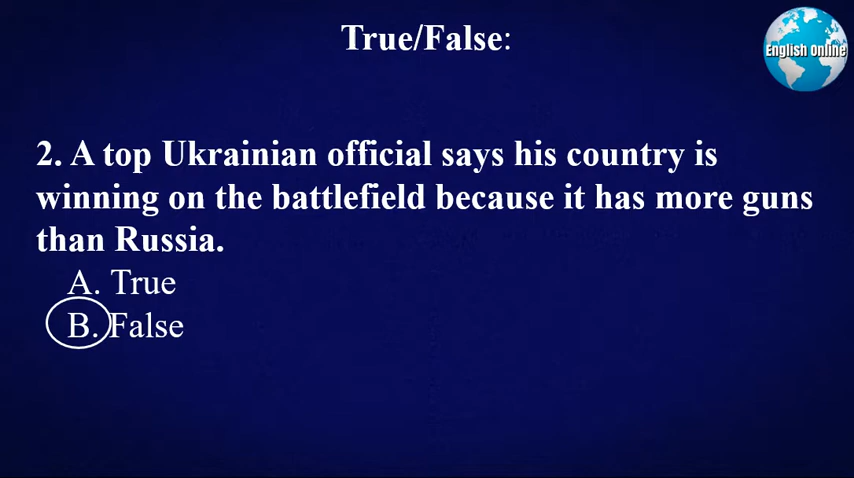 True/False:
English Online
2. A top Ukrainian official says his country is
winning on the battlefield because it has more guns
than Russia.
A. True
B. False